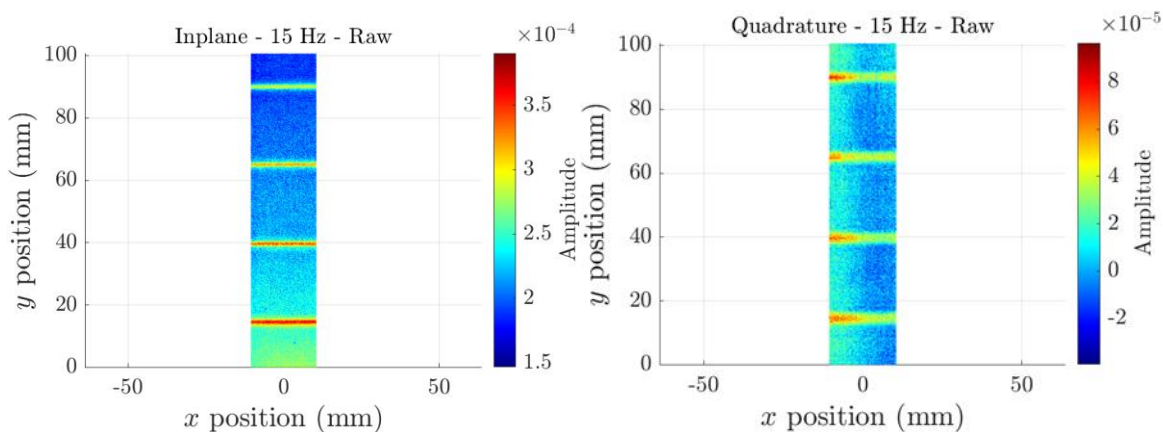 Inplane - 15 Hz - Raw
×10⁻⁴
100
80
60
40
20
0
y position (mm)
-50 0 50
x position (mm)
3.5
3
2.5
2
1.5
Amplitude
Quadrature - 15 Hz - Raw
×10⁻⁵
100
80
60
40
20
0
y position (mm)
-50 0 50
x position (mm)
8
6
4
2
0
-2
Amplitude